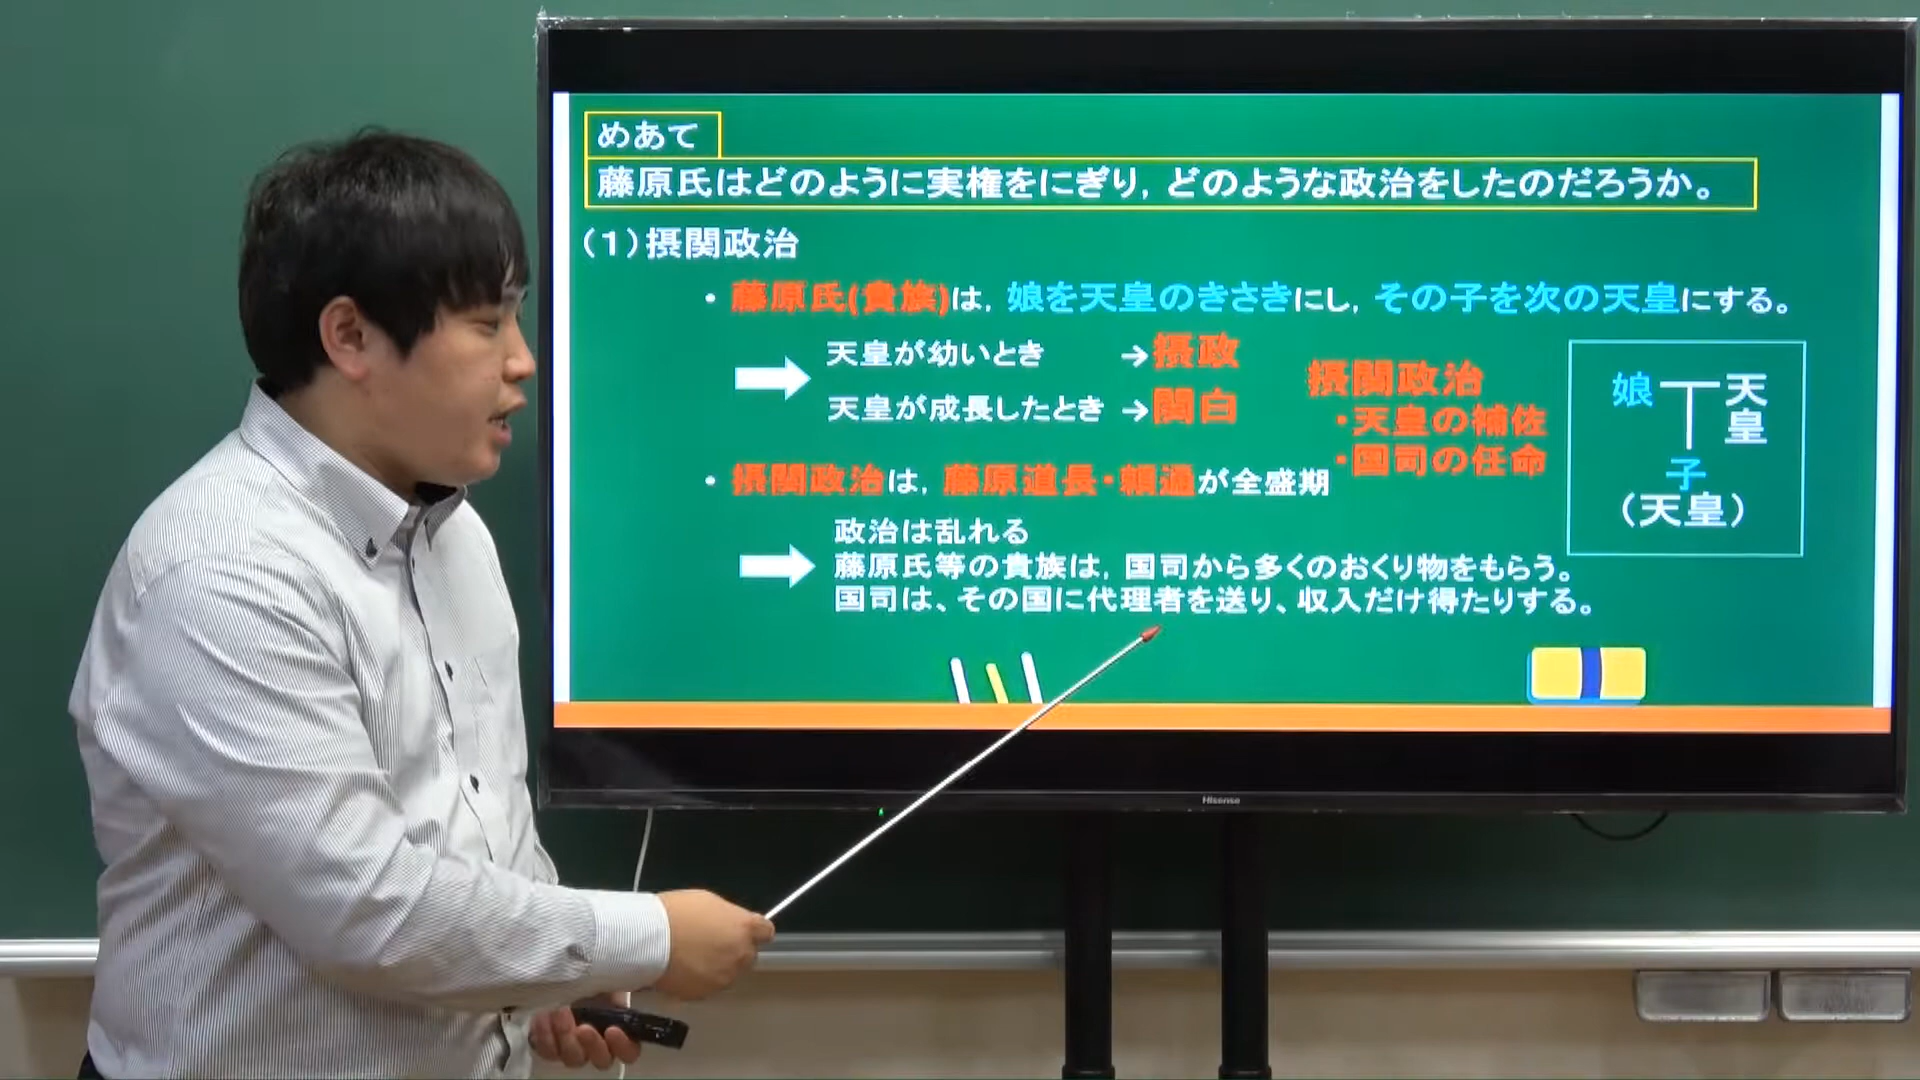 めあて
藤原氏はどのように実権をにぎり，どのような政治をしたのだろうか。
（１）摂関政治
・藤原氏(貴族)は，娘を天皇のきさきにし，その子を次の天皇にする。
天皇が幼いとき →摂政
天皇が成長したとき →関白
摂関政治
・天皇の補佐
・国司の任命
娘 天皇
子
（天皇）
・摂関政治は，藤原道長・頼通が全盛期
政治は乱れる
藤原氏等の貴族は，国司から多くのおくり物をもらう。
国司は、その国に代理者を送り、収入だけ得たりする。
Hisense